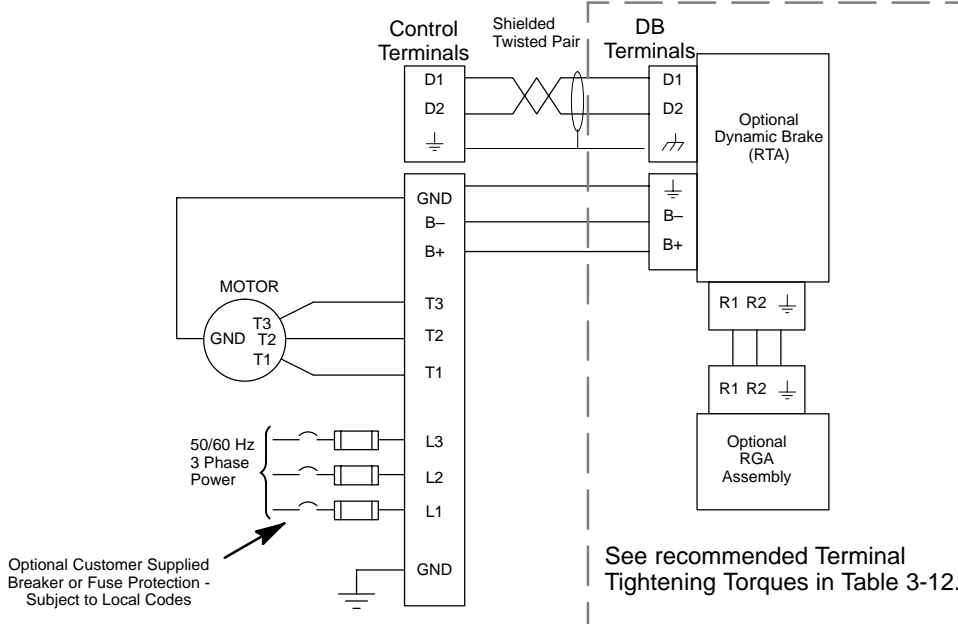 Control
Terminals
Shielded
Twisted Pair
DB
Terminals
D1
D2
D1
D2
Optional
Dynamic Brake
(RTA)
GND
B–
B+
B–
B+
MOTOR
GND
T3
T2
T1
T3
T2
T1
R1 R2
R1 R2
Optional
RGA
Assembly
50/60 Hz
3 Phase
Power
L3
L2
L1
GND
Optional Customer Supplied
Breaker or Fuse Protection -
Subject to Local Codes
See recommended Terminal
Tightening Torques in Table 3-12.